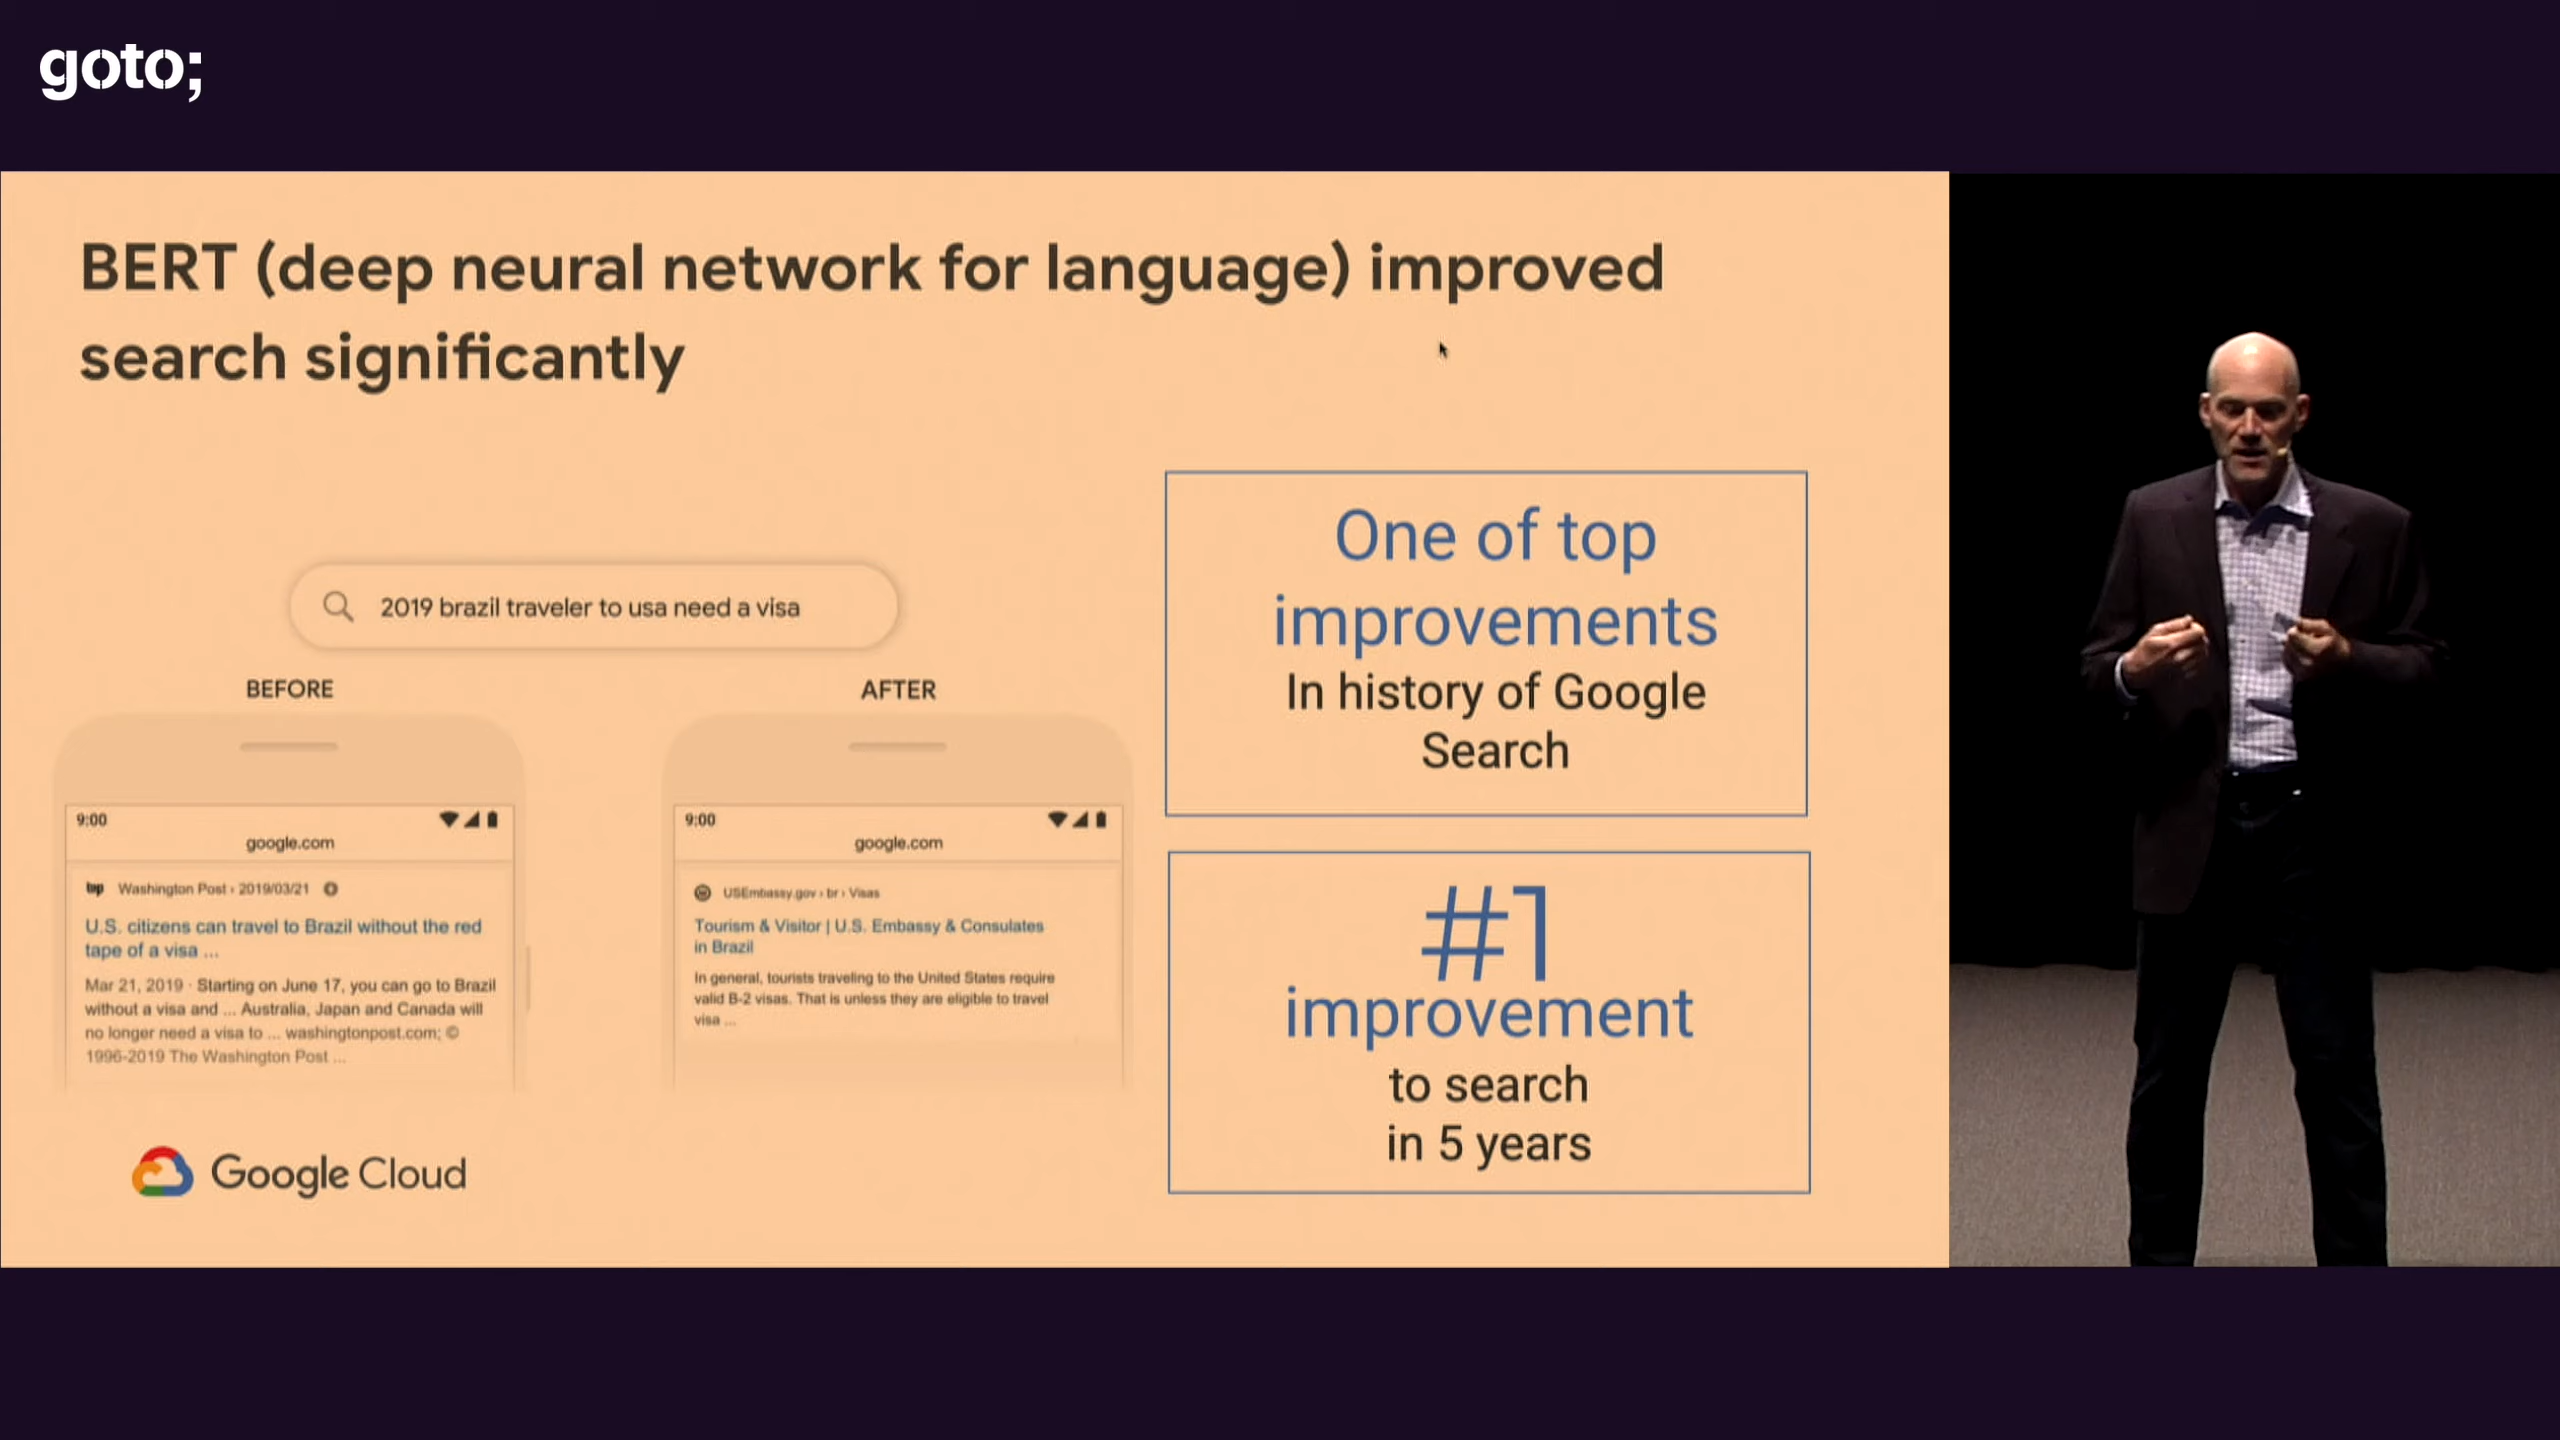 goto;
BERT (deep neural network for language) improved
search significantly
2019 brazil traveler to usa need a visa
BEFORE
9:00
google.com
wp Washington Post › 2019/03/21
U.S. citizens can travel to Brazil without the red
tape of a visa ...
Mar 21, 2019 · Starting on June 17, you can go to Brazil
without a visa and ... Australia, Japan and Canada will
no longer need a visa to ... washingtonpost.com; ©
1996-2019 The Washington Post ...
AFTER
9:00
google.com
USEmbassy.gov › br › Visas
Tourism & Visitor | U.S. Embassy & Consulates
in Brazil
In general, tourists traveling to the United States require
valid B-2 visas. That is unless they are eligible to travel
visa ...
One of top
improvements
In history of Google
Search
#1
improvement
to search
in 5 years
Google Cloud